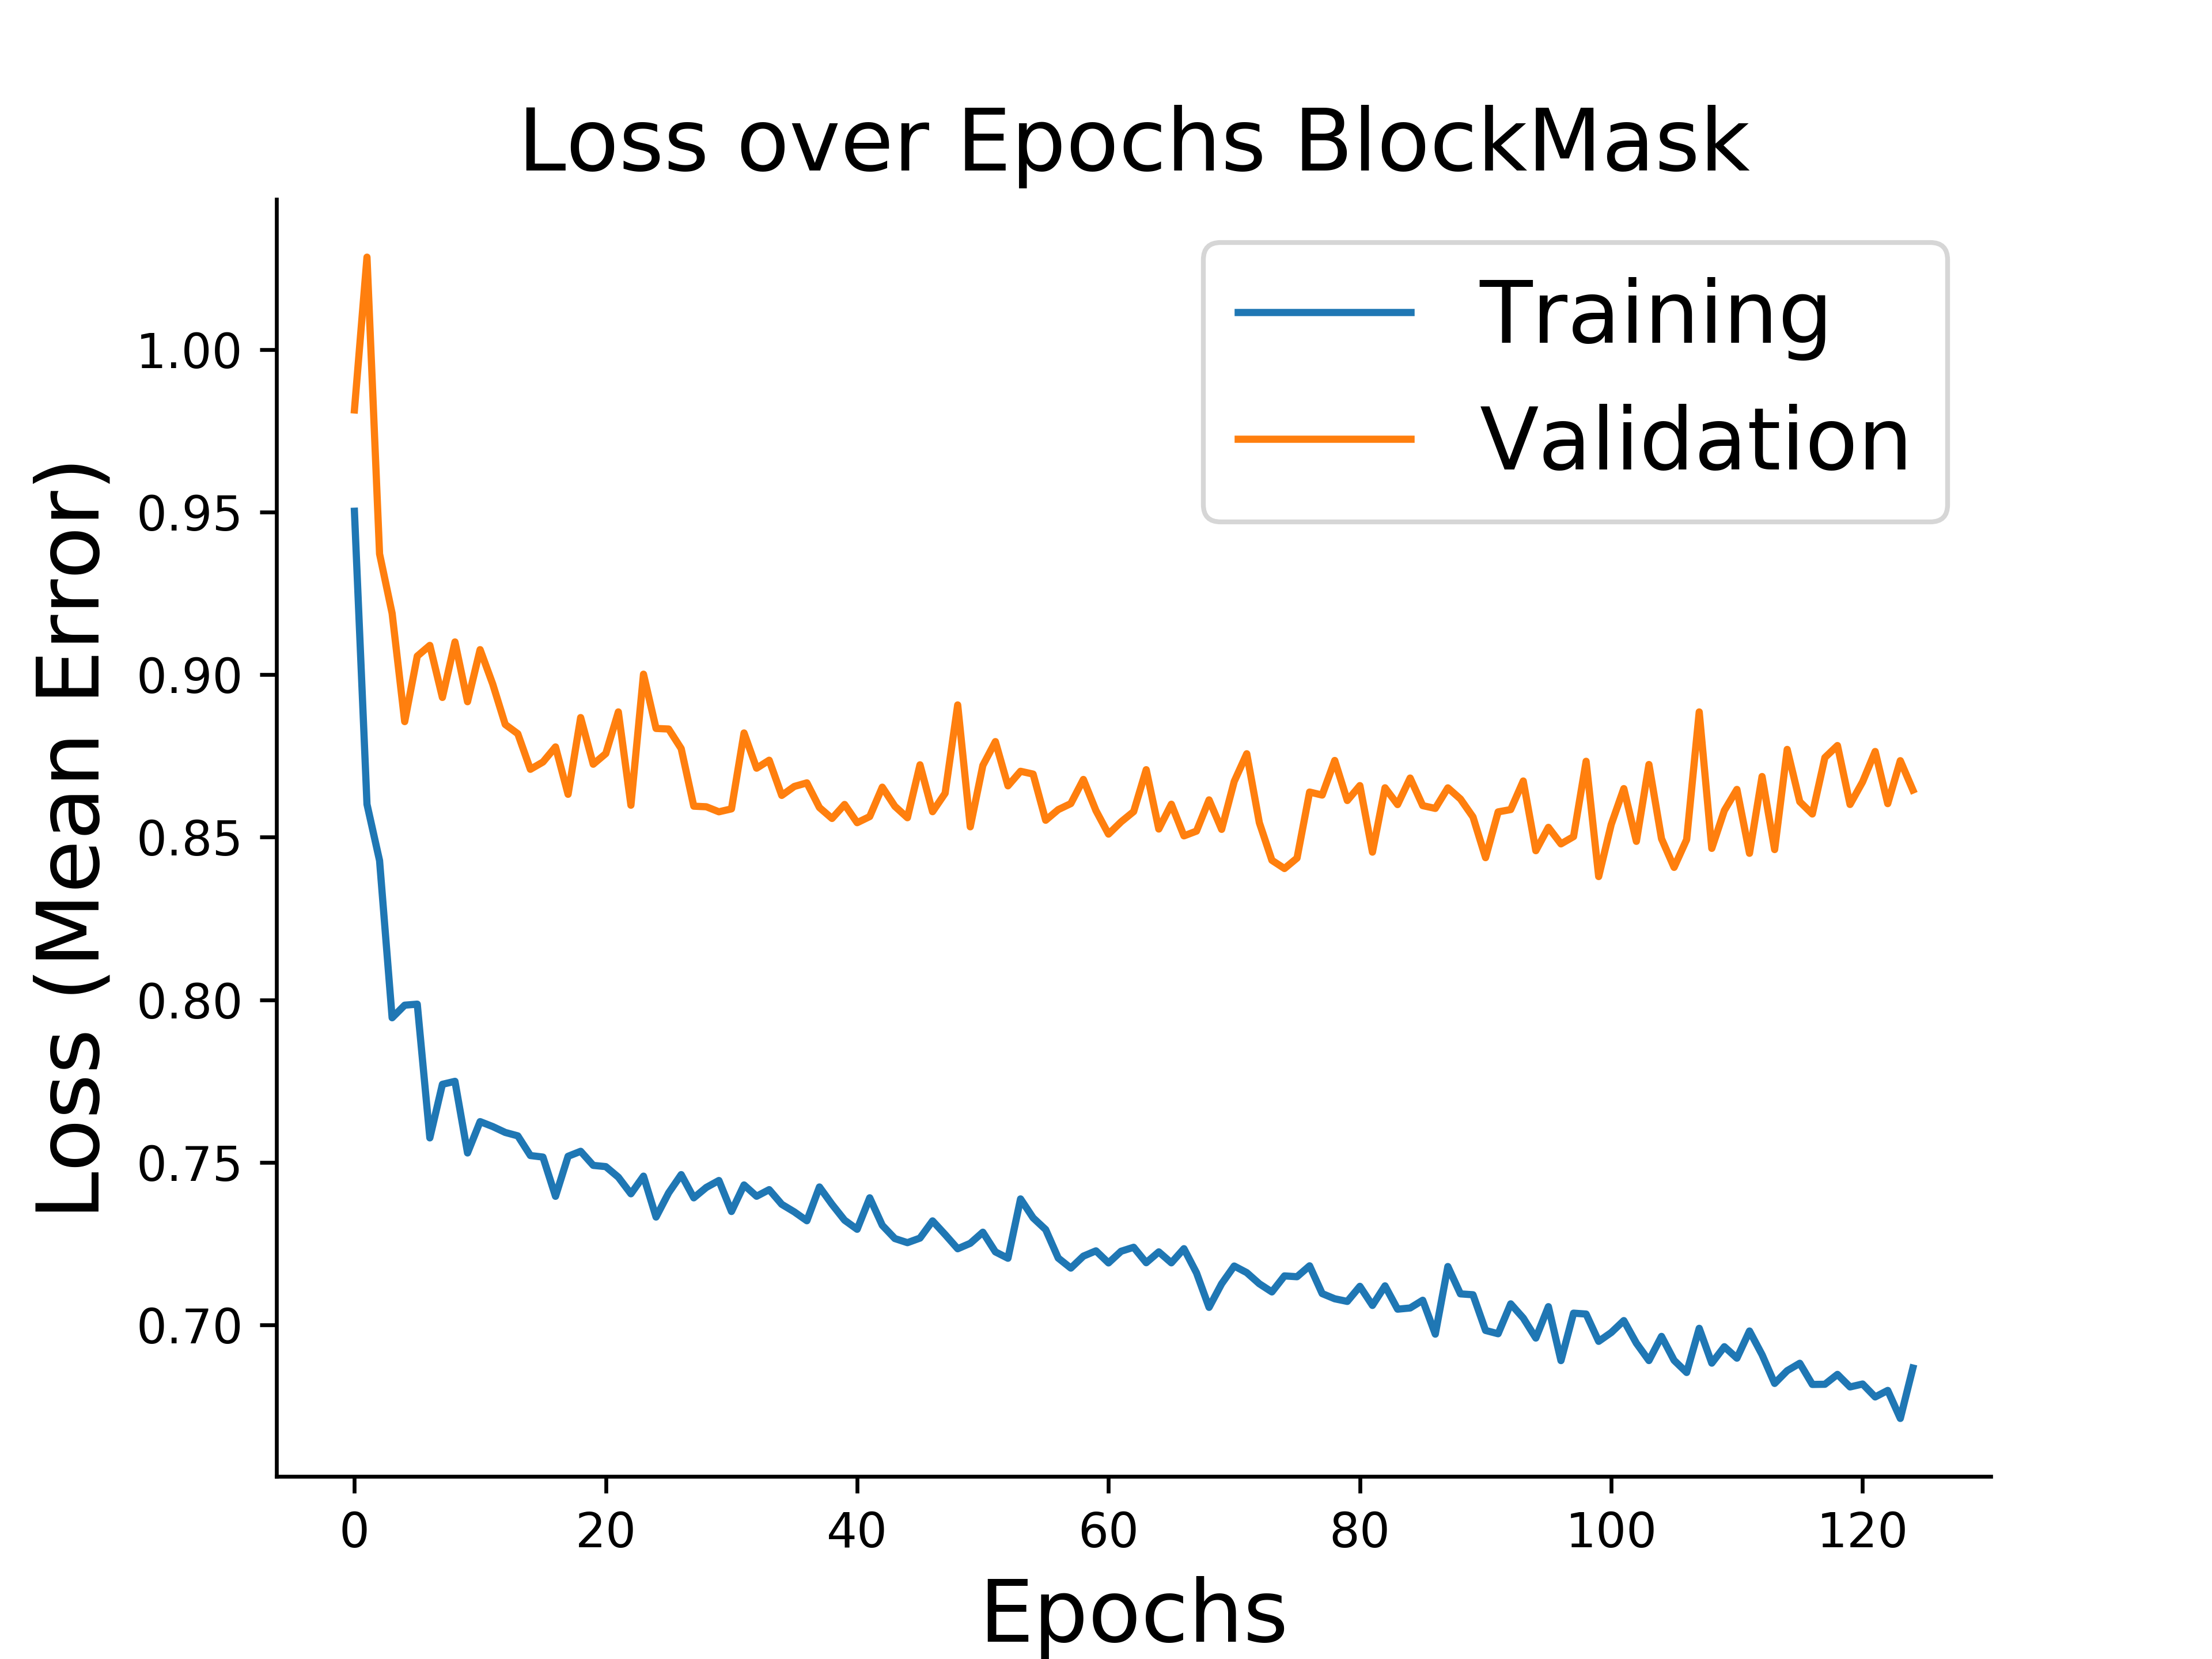 Loss over Epochs BlockMask
Training
Validation
Loss (Mean Error)
1.00
0.95
0.90
0.85
0.80
0.75
0.70
0 20 40 60 80 100 120
Epochs